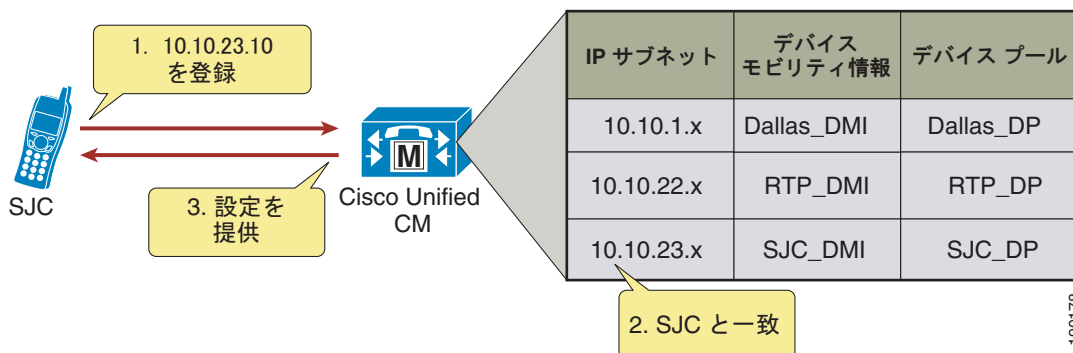 1. 10.10.23.10
を登録
SJC
3. 設定を
提供
M
Cisco Unified
CM
IP サブネット
デバイス
モビリティ情報
デバイス プール
10.10.1.x
Dallas_DMI
Dallas_DP
10.10.22.x
RTP_DMI
RTP_DP
10.10.23.x
SJC_DMI
SJC_DP
2. SJC と一致